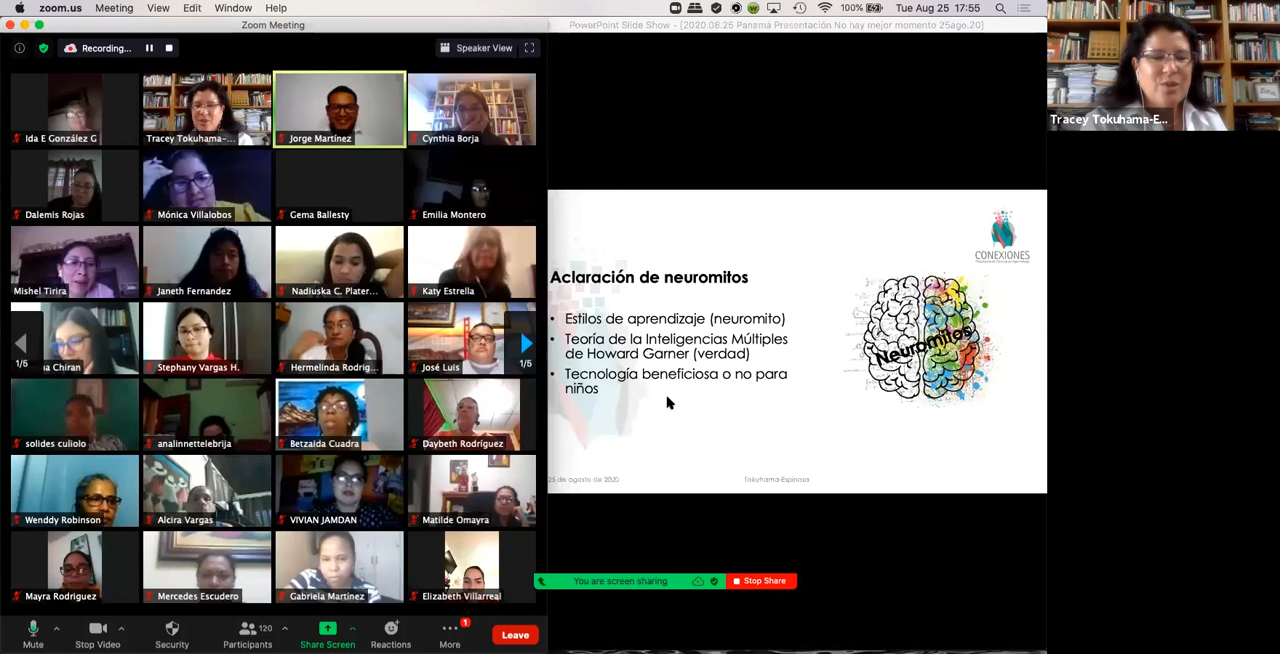 zoom.us Meeting View Edit Window Help
100%
Tue Aug 25 17:55
Zoom Meeting
PowerPoint Slide Show - [2020.08.25 Panamá Presentación No hay mejor momento 25ago.20]
Recording...
Speaker View
Ida E González G
Tracey Tokuhama-...
Jorge Martínez
Cynthia Borja
Dalemis Rojas
Mónica Villalobos
Gema Ballesty
Emilia Montero
Mishel Tirira
Janeth Fernandez
Nadiuska C. Plater...
Katy Estrella
1/5
a Chiran
Stephany Vargas H.
Hermelinda Rodrig...
José Luis
1/5
solides culiolo
analinnettelebrija
Betzaida Cuadra
Daybeth Rodríguez
Wenddy Robinson
Alcira Vargas
VIVIAN JAMDAN
Matilde Omayra
Mayra Rodriguez
Mercedes Escudero
Gabriela Martínez
Elizabeth Villarreal
Mute
Stop Video
Security
Participants
120
Share Screen
Reactions
More
1
Leave
CONEXIONES
Aclaración de neuromitos
• Estilos de aprendizaje (neuromito)
• Teoría de la Inteligencias Múltiples
de Howard Garner (verdad)
• Tecnología beneficiosa o no para
niños
Neuromitos
25 de agosto de 2020
Tokuhama-Espinosa
You are screen sharing
Stop Share
Tracey Tokuhama-E...